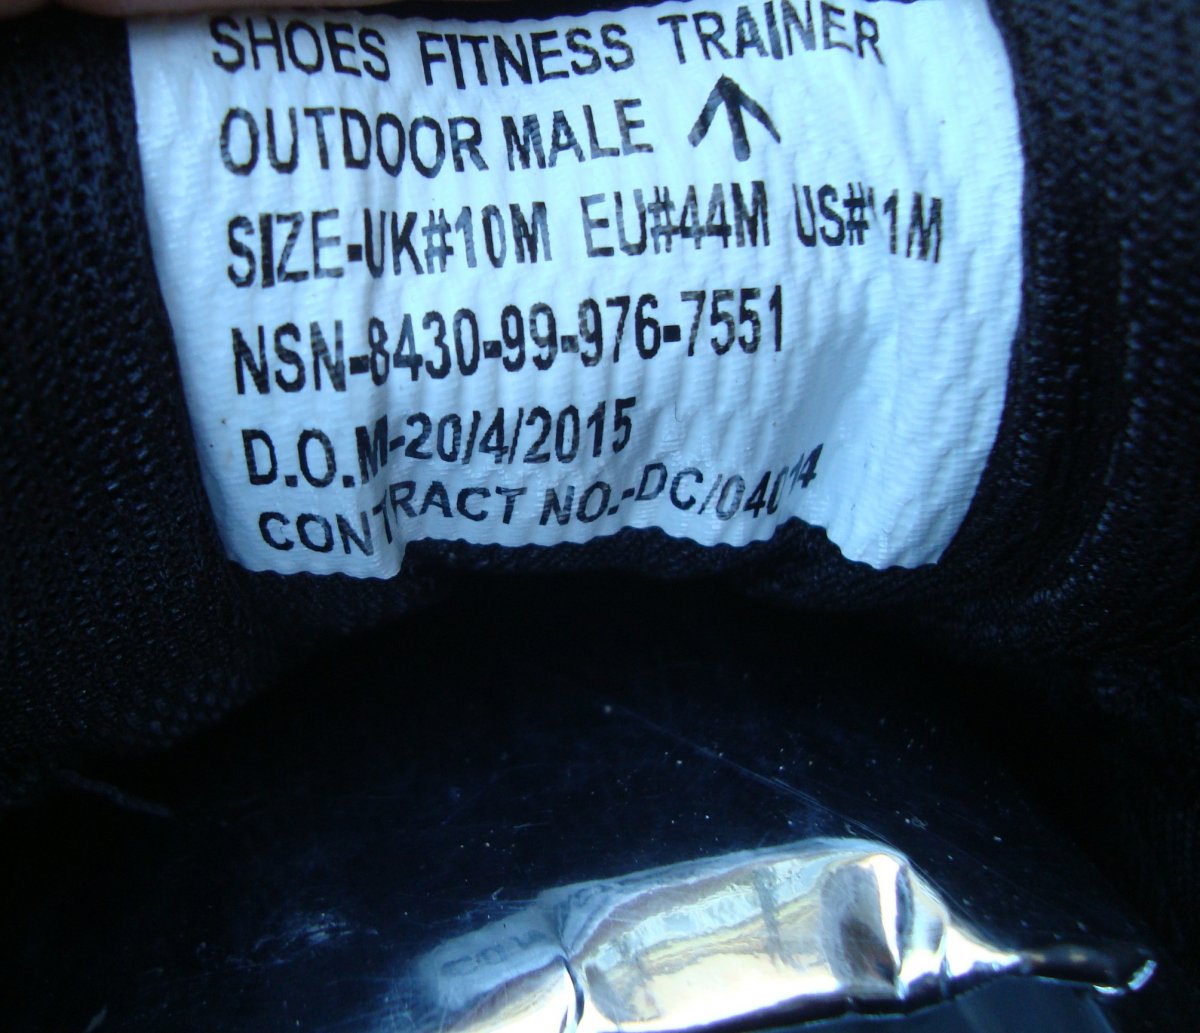 SHOES FITNESS TRAINER
OUTDOOR MALE
SIZE-UK#10M EU#44M US#11M
NSN-8430-99-976-7551
D.O.M-20/4/2015
CONTRACT NO.-DC/04014